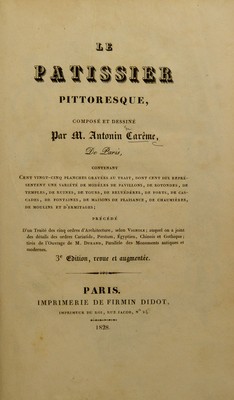 LE
PATISSIER
PITTORESQUE,
COMPOSÉ ET DESSINÉ
Par M. Antonin Carême,
De Paris,
CONTENANT
CENT VINGT-CINQ PLANCHES GRAVÉES AU TRAIT, DONT CENT DIX REPRÉ-
SENTENT UNE VARIÉTÉ DE MODÈLES DE PAVILLONS, DE ROTONDES, DE
TEMPLES, DE RUINES, DE TOURS, DE BELVÉDÈRES, DE FORTS, DE CAS-
CADES, DE FONTAINES, DE MAISONS DE PLAISANCE, DE CHAUMIÈRES,
DE MOULINS ET D'ERMITAGES;
PRÉCÉDÉ
D'un Traité des cinq ordres d'Architecture, selon VIGNOLE; auquel on a joint
des détails des ordres Cariatide, Poestum, Égyptien, Chinois et Gothique;
tirés de l'Ouvrage de M. DURAND, Parallèle des Monuments antiques et
modernes.
3e Édition, revue et augmentée.
PARIS.
IMPRIMERIE DE FIRMIN DIDOT,
IMPRIMEUR DU ROI, RUE JACOB, N° 24.
1828.